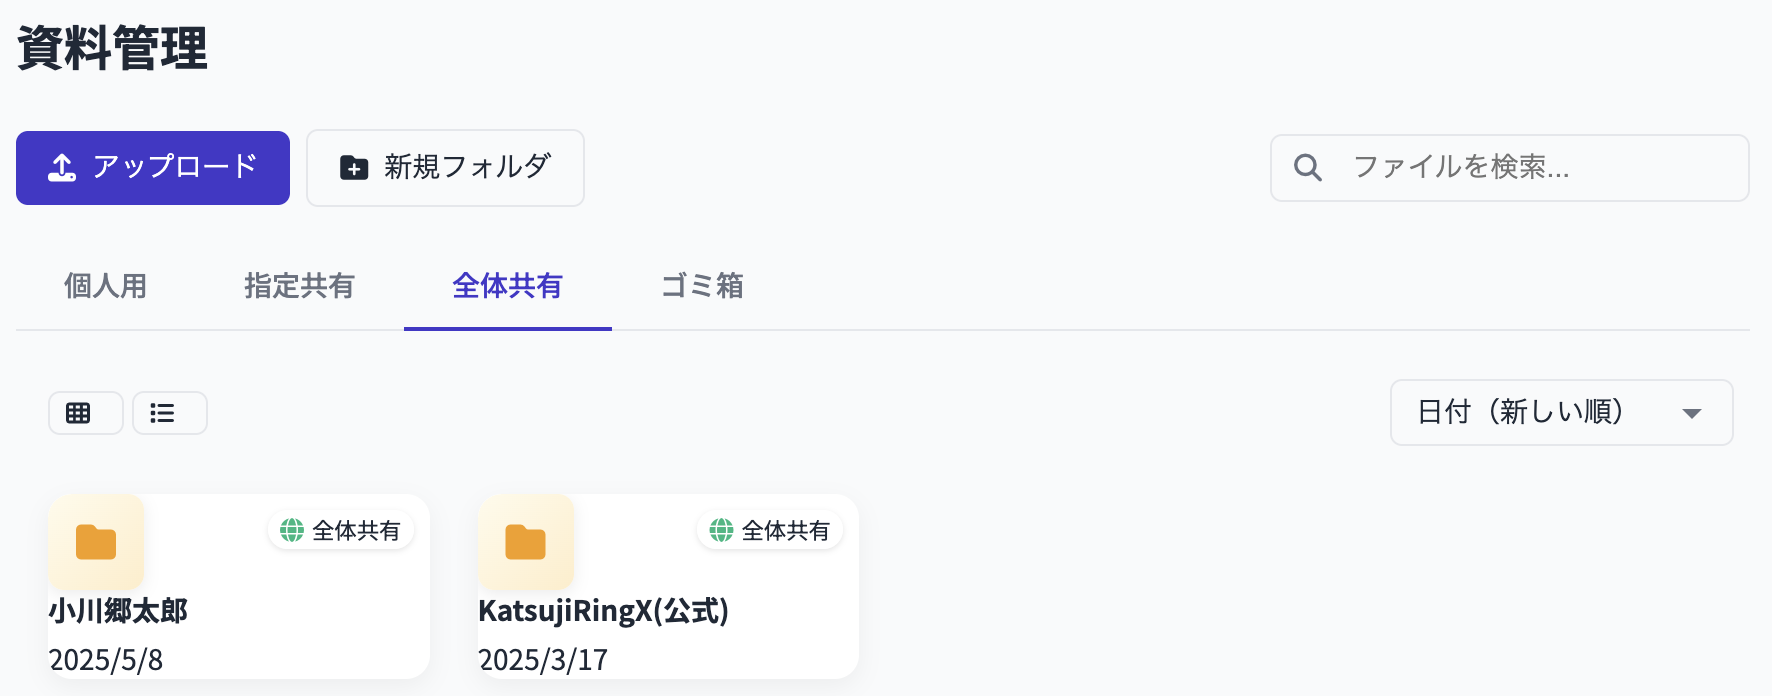 資料管理
アップロード
新規フォルダ
ファイルを検索...
個人用
指定共有
全体共有
ゴミ箱
日付（新しい順）
全体共有
小川郷太郎
2025/5/8
全体共有
KatsujiRingX(公式)
2025/3/17